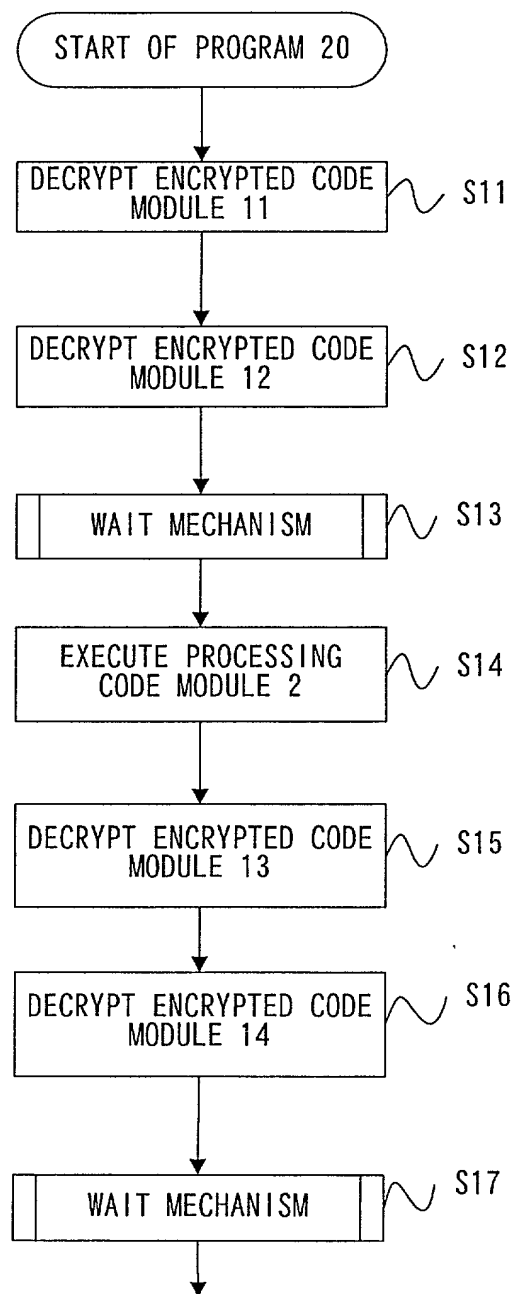 START OF PROGRAM 20
DECRYPT ENCRYPTED CODE
MODULE 11
S11
DECRYPT ENCRYPTED CODE
MODULE 12
S12
WAIT MECHANISM
S13
EXECUTE PROCESSING
CODE MODULE 2
S14
DECRYPT ENCRYPTED CODE
MODULE 13
S15
DECRYPT ENCRYPTED CODE
MODULE 14
S16
WAIT MECHANISM
S17